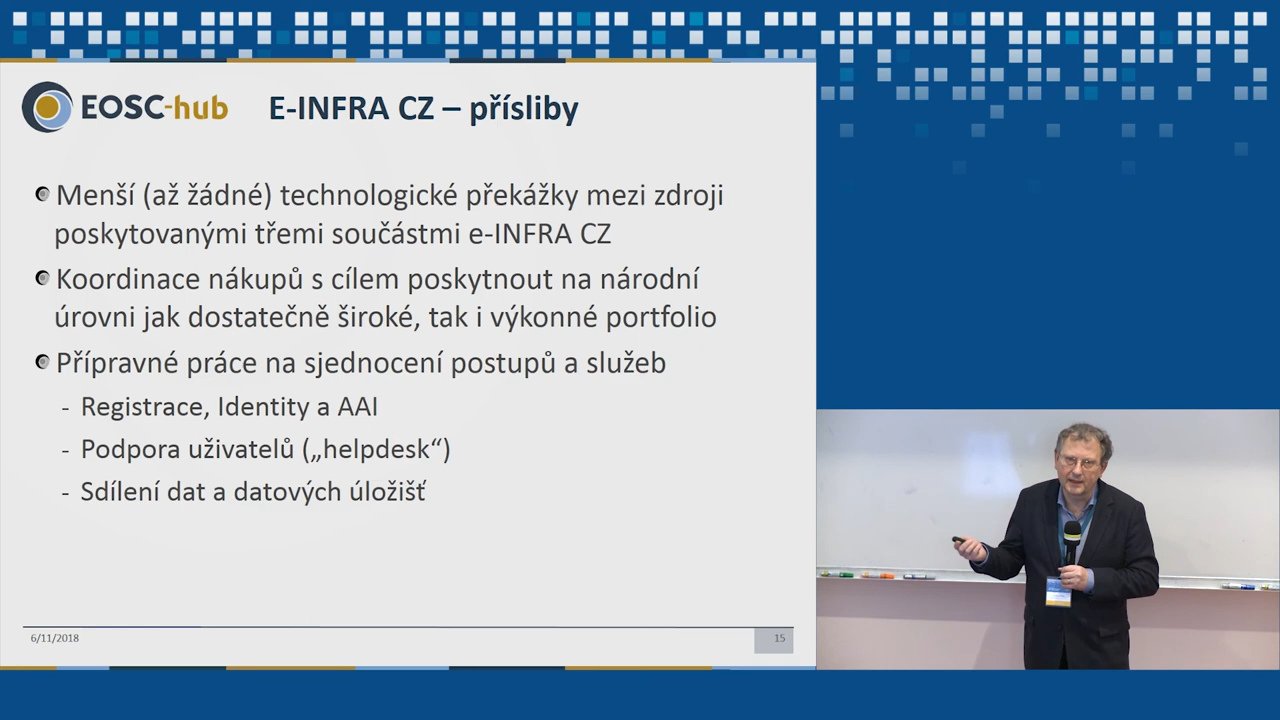 EOSC-hub
E-INFRA CZ – přísliby
Menší (až žádné) technologické překážky mezi zdroji
poskytovanými třemi součástmi e-INFRA CZ
Koordinace nákupů s cílem poskytnout na národní
úrovni jak dostatečně široké, tak i výkonné portfolio
Přípravné práce na sjednocení postupů a služeb
- Registrace, Identity a AAI
- Podpora uživatelů („helpdesk“)
- Sdílení dat a datových úložišť
6/11/2018
15